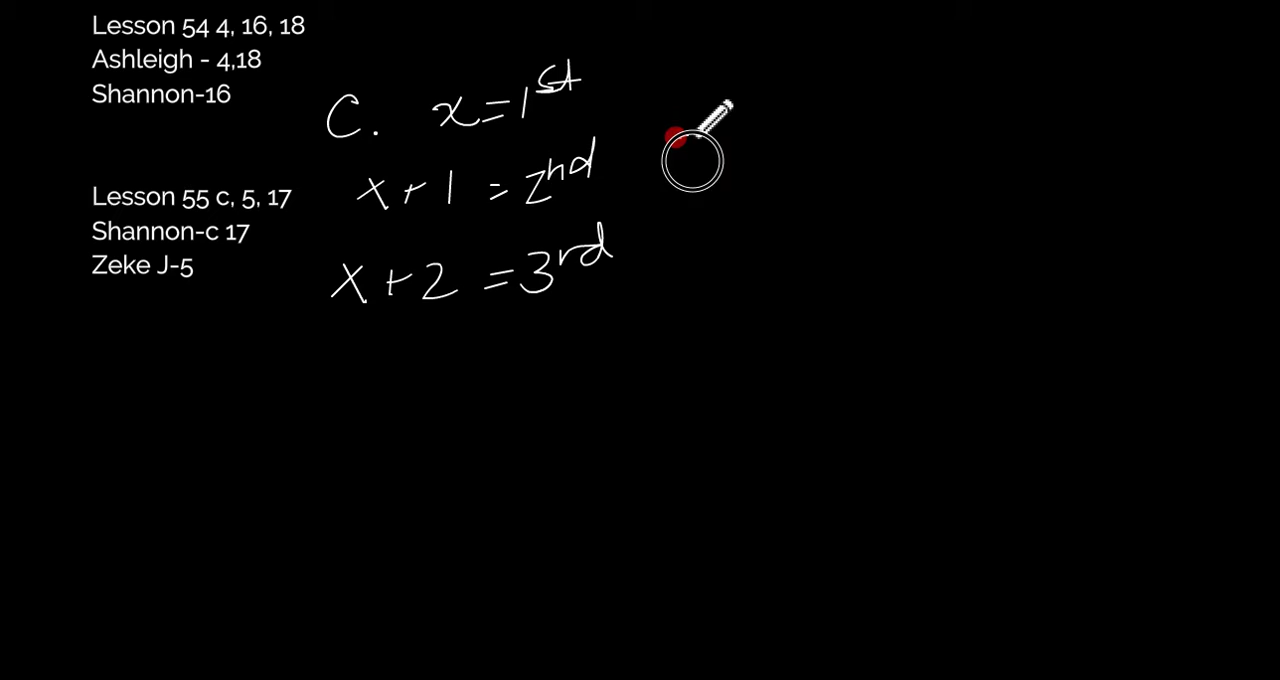 Lesson 54 4, 16, 18
Ashleigh - 4,18
Shannon-16
Lesson 55 c, 5, 17
Shannon-c 17
Zeke J-5
C. x = 1st
x + 1 = 2nd
x + 2 = 3rd